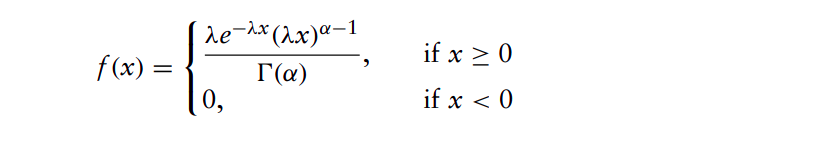 f(x) = { λe^{−λx}(λx)^{α−1} / Γ(α), if x ≥ 0
0, if x < 0